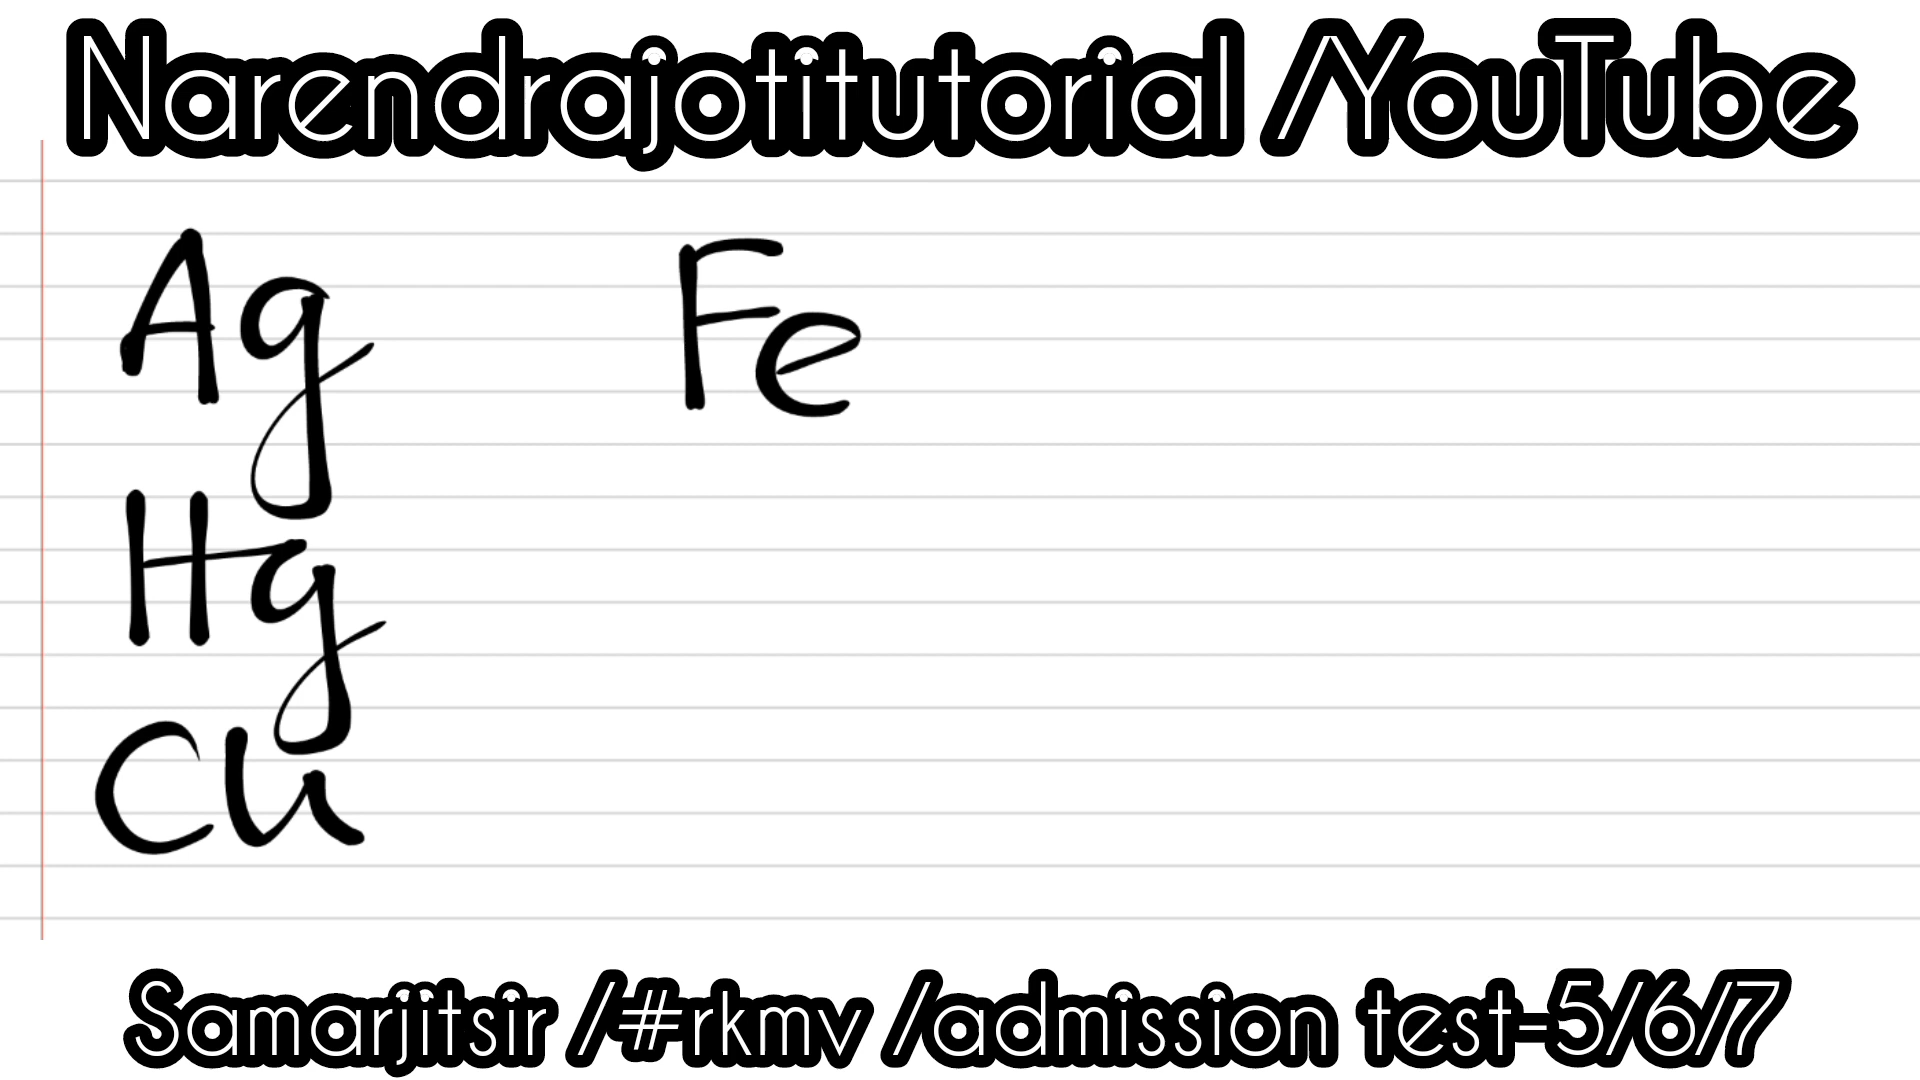 Narendrajotitutorial /YouTube
Ag Fe
Hg
Cu
Samarjitsir /#rkmv /admission test=5/6/7